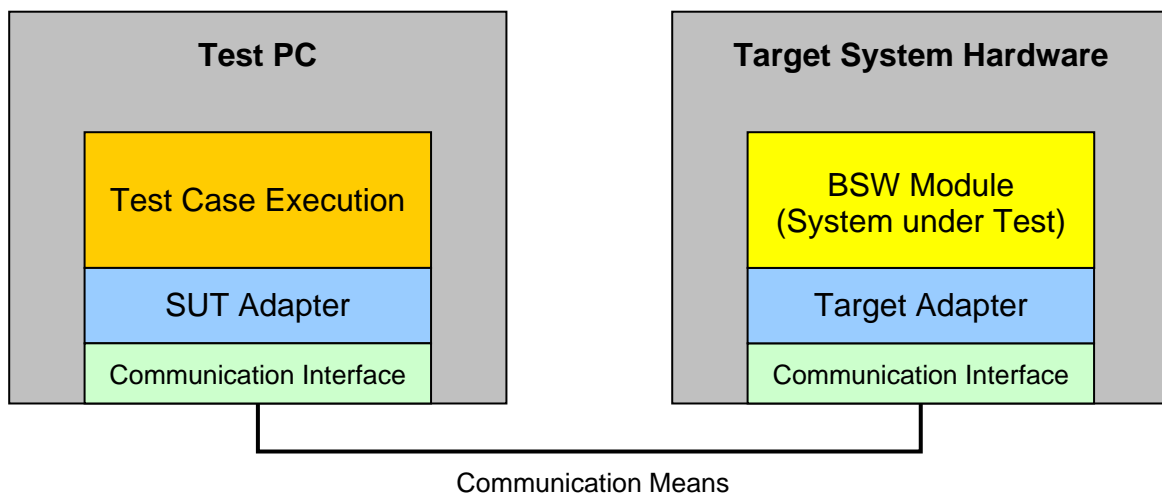 Test PC
Test Case Execution
SUT Adapter
Communication Interface
Target System Hardware
BSW Module
(System under Test)
Target Adapter
Communication Interface
Communication Means